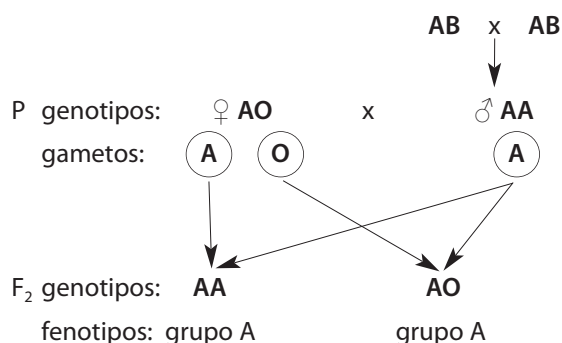 AB x AB
P genotipos: ♀ AO x ♂ AA
gametos: A O A
F₂ genotipos: AA AO
fenotipos: grupo A grupo A